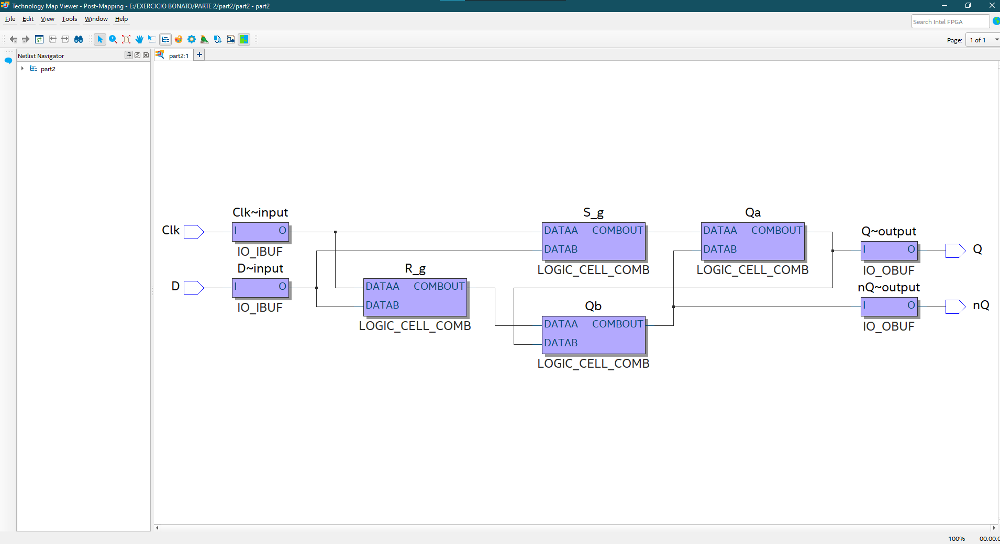 Technology Map Viewer - Post-Mapping - E:/EXERCICIO BONATO/PARTE 2/part2/part2 - part2
File Edit View Tools Window Help
Search Intel FPGA
Page: 1 of 1
Netlist Navigator
part2:1
part2
Clk~input
S_g
Qa
Clk
I O
DATAA COMBOUT
DATAA COMBOUT
Q~output
DATAB
DATAB
I O
Q
IO_IBUF
LOGIC_CELL_COMB
LOGIC_CELL_COMB
IO_OBUF
D~input
R_g
D
I O
DATAA COMBOUT
nQ~output
DATAB
I O
nQ
IO_IBUF
Qb
LOGIC_CELL_COMB
DATAA COMBOUT
IO_OBUF
DATAB
LOGIC_CELL_COMB
100%
00:00:0